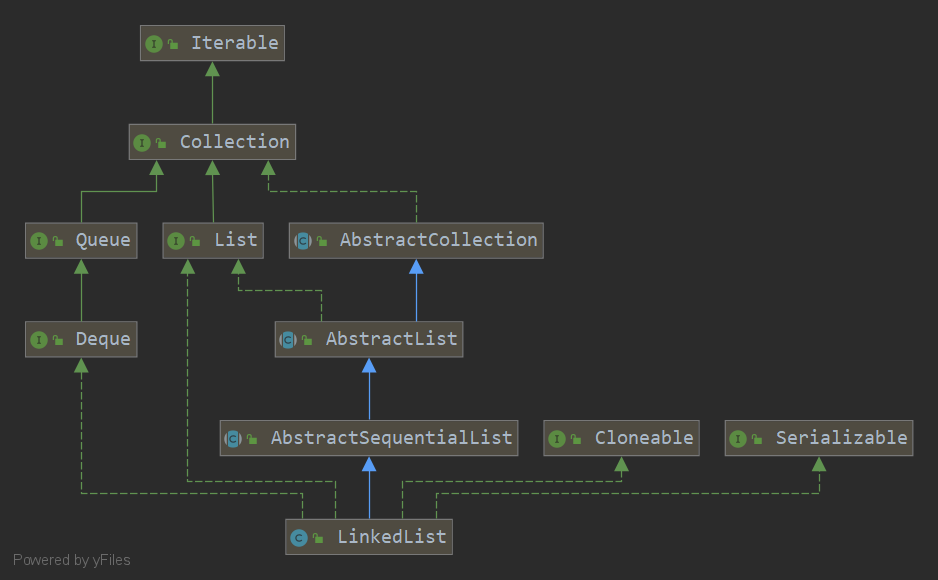 Iterable
Collection
Queue
List
AbstractCollection
Deque
AbstractList
AbstractSequentialList
Cloneable
Serializable
LinkedList
Powered by yFiles